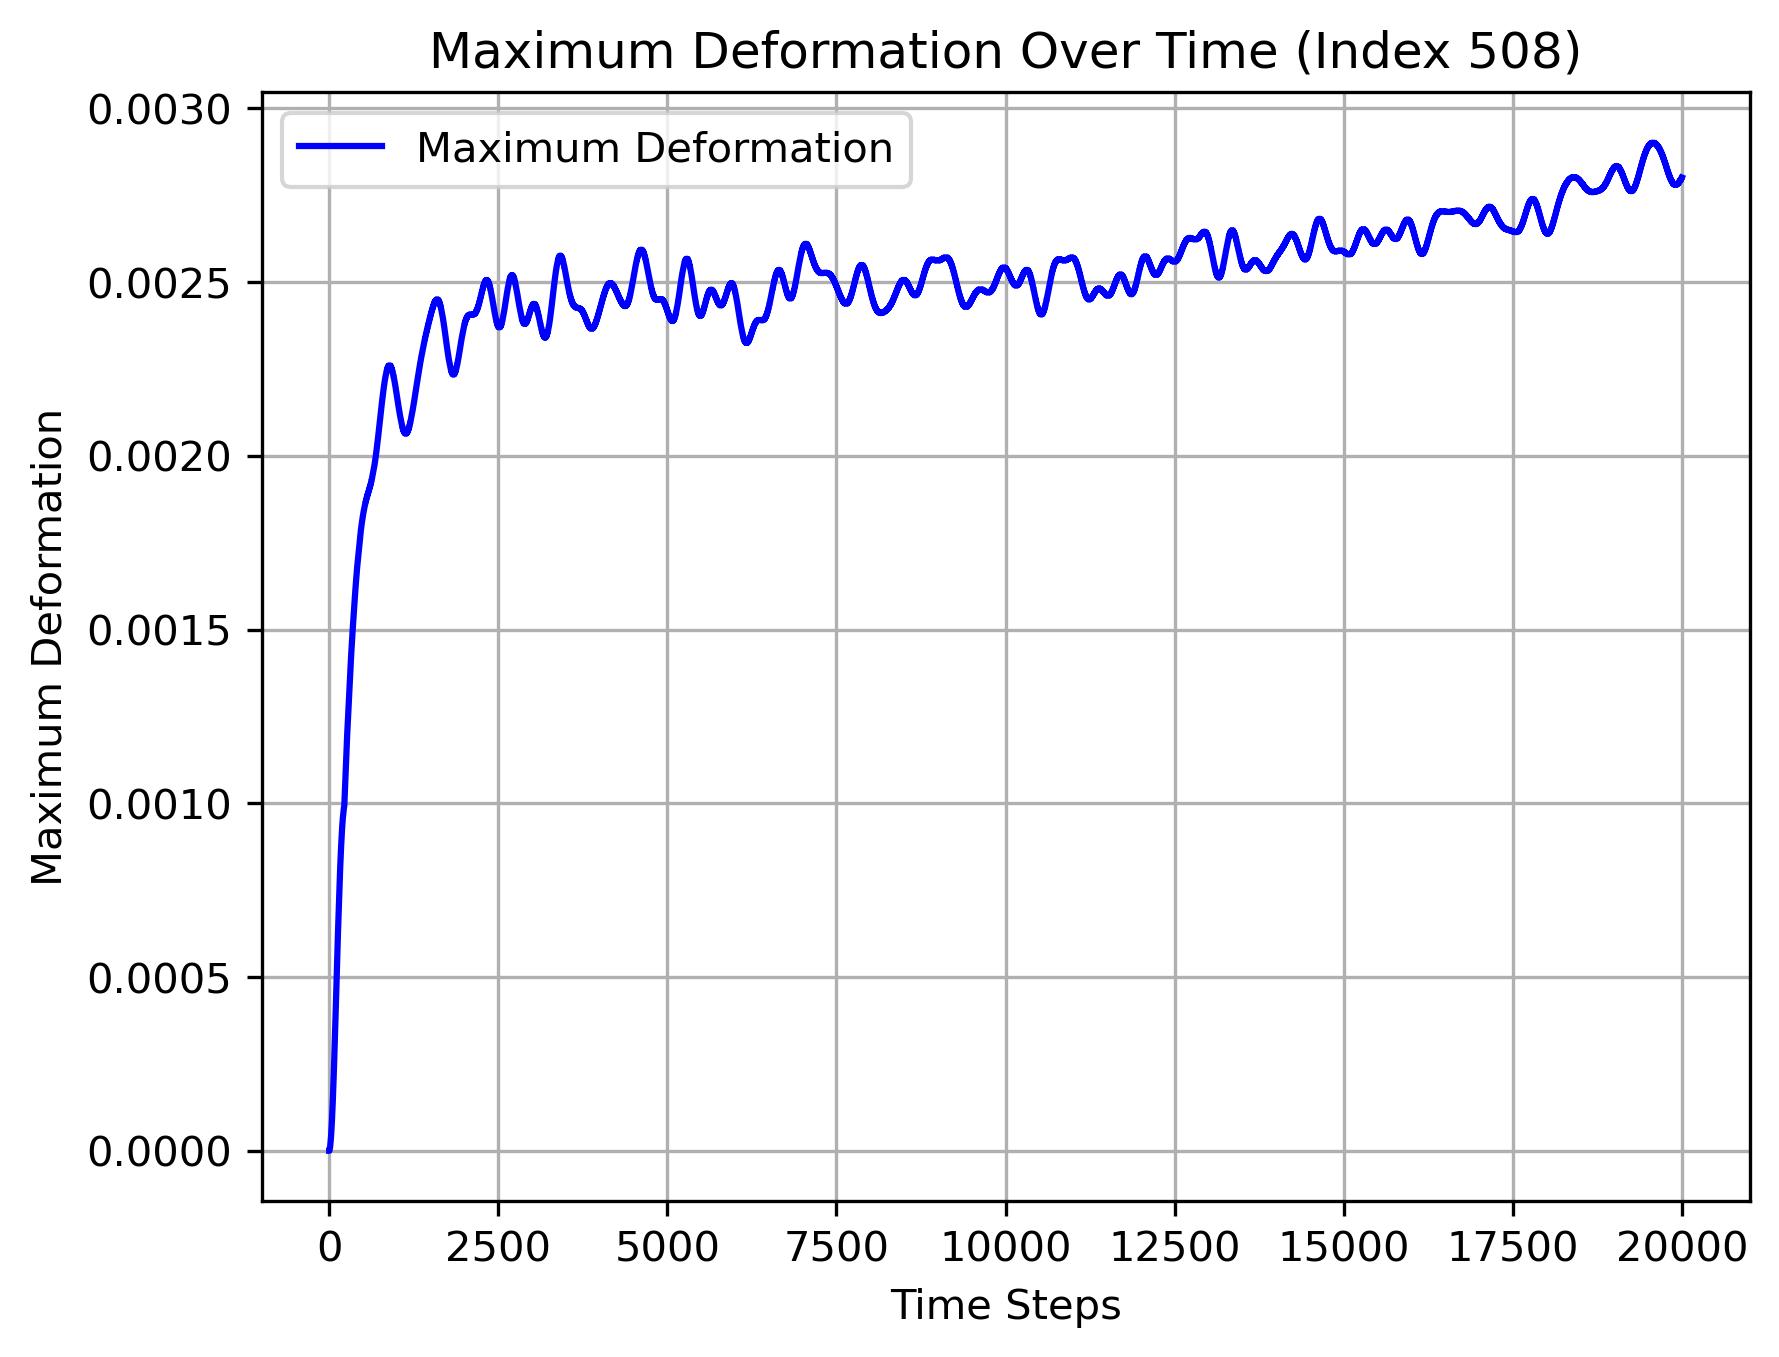 Maximum Deformation Over Time (Index 508)
Maximum Deformation
Maximum Deformation
0.0030
0.0025
0.0020
0.0015
0.0010
0.0005
0.0000
0 2500 5000 7500 10000 12500 15000 17500 20000
Time Steps